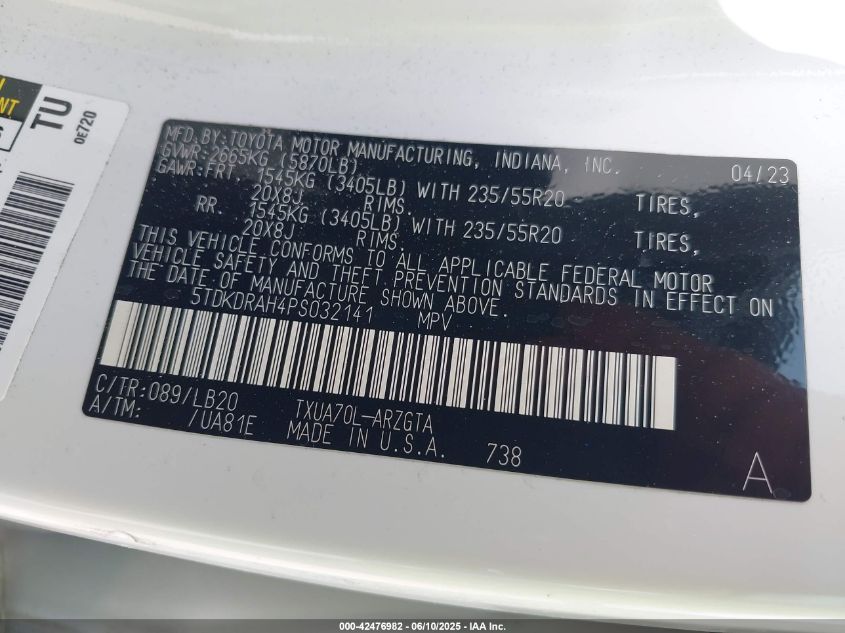 NT
TU
0E720
MFD. BY: TOYOTA MOTOR MANUFACTURING, INDIANA, INC. 04/23
GVWR: 2665KG (5870LB)
GAWR: FRT. 1545KG (3405LB) WITH 235/55R20 TIRES,
20X8J RIMS.
RR. 1545KG (3405LB) WITH 235/55R20 TIRES,
20X8J RIMS.
THIS VEHICLE CONFORMS TO ALL APPLICABLE FEDERAL MOTOR
VEHICLE SAFETY AND THEFT PREVENTION STANDARDS IN EFFECT ON
THE DATE OF MANUFACTURE SHOWN ABOVE.
5TDKDRAH4PS032141 MPV
C/TR:089/LB20 TXUA70L-ARZGTA
A/TM: /UA81E MADE IN U.S.A. 738
A
000-42476982 / 06/10/2025 - IAA Inc.